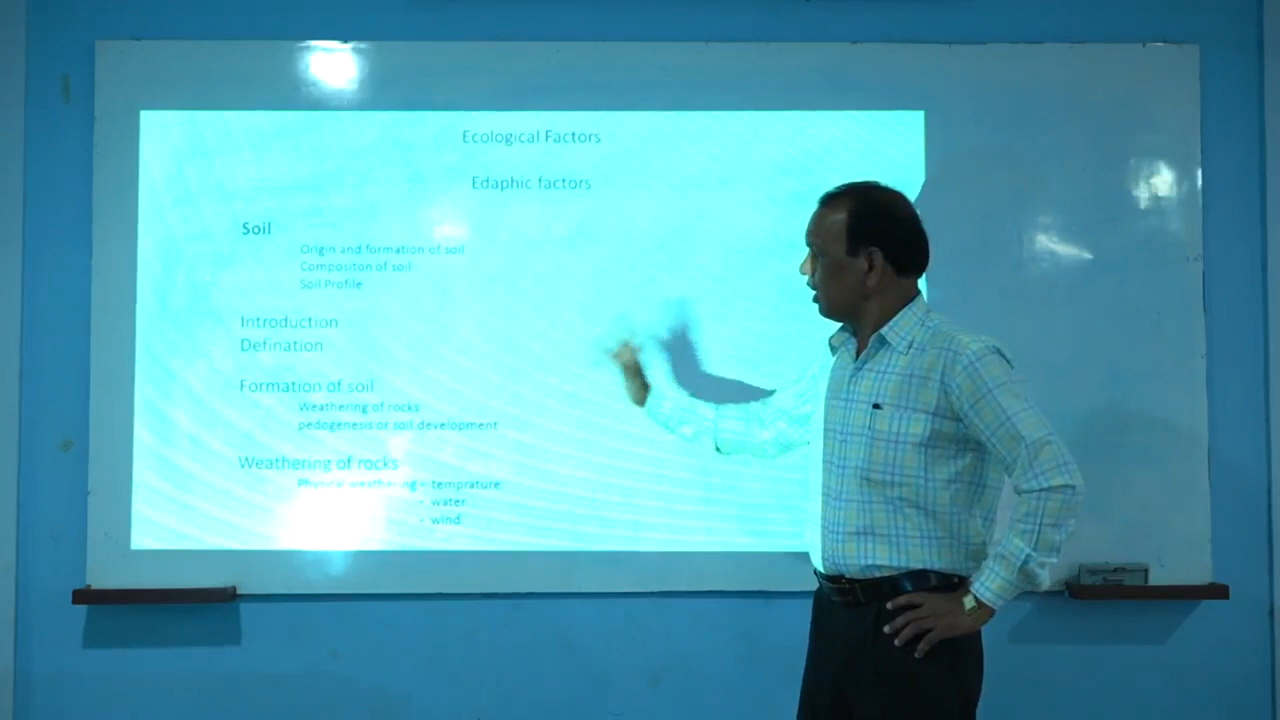 Ecological Factors
Edaphic factors
Soil
Origin and formation of soil
Compositon of soil
Soil Profile
Introduction
Defination
Formation of soil
Weathering of rocks
pedogenesis or soil development
Weathering of rocks
Physical weathering - temprature
- water
- wind